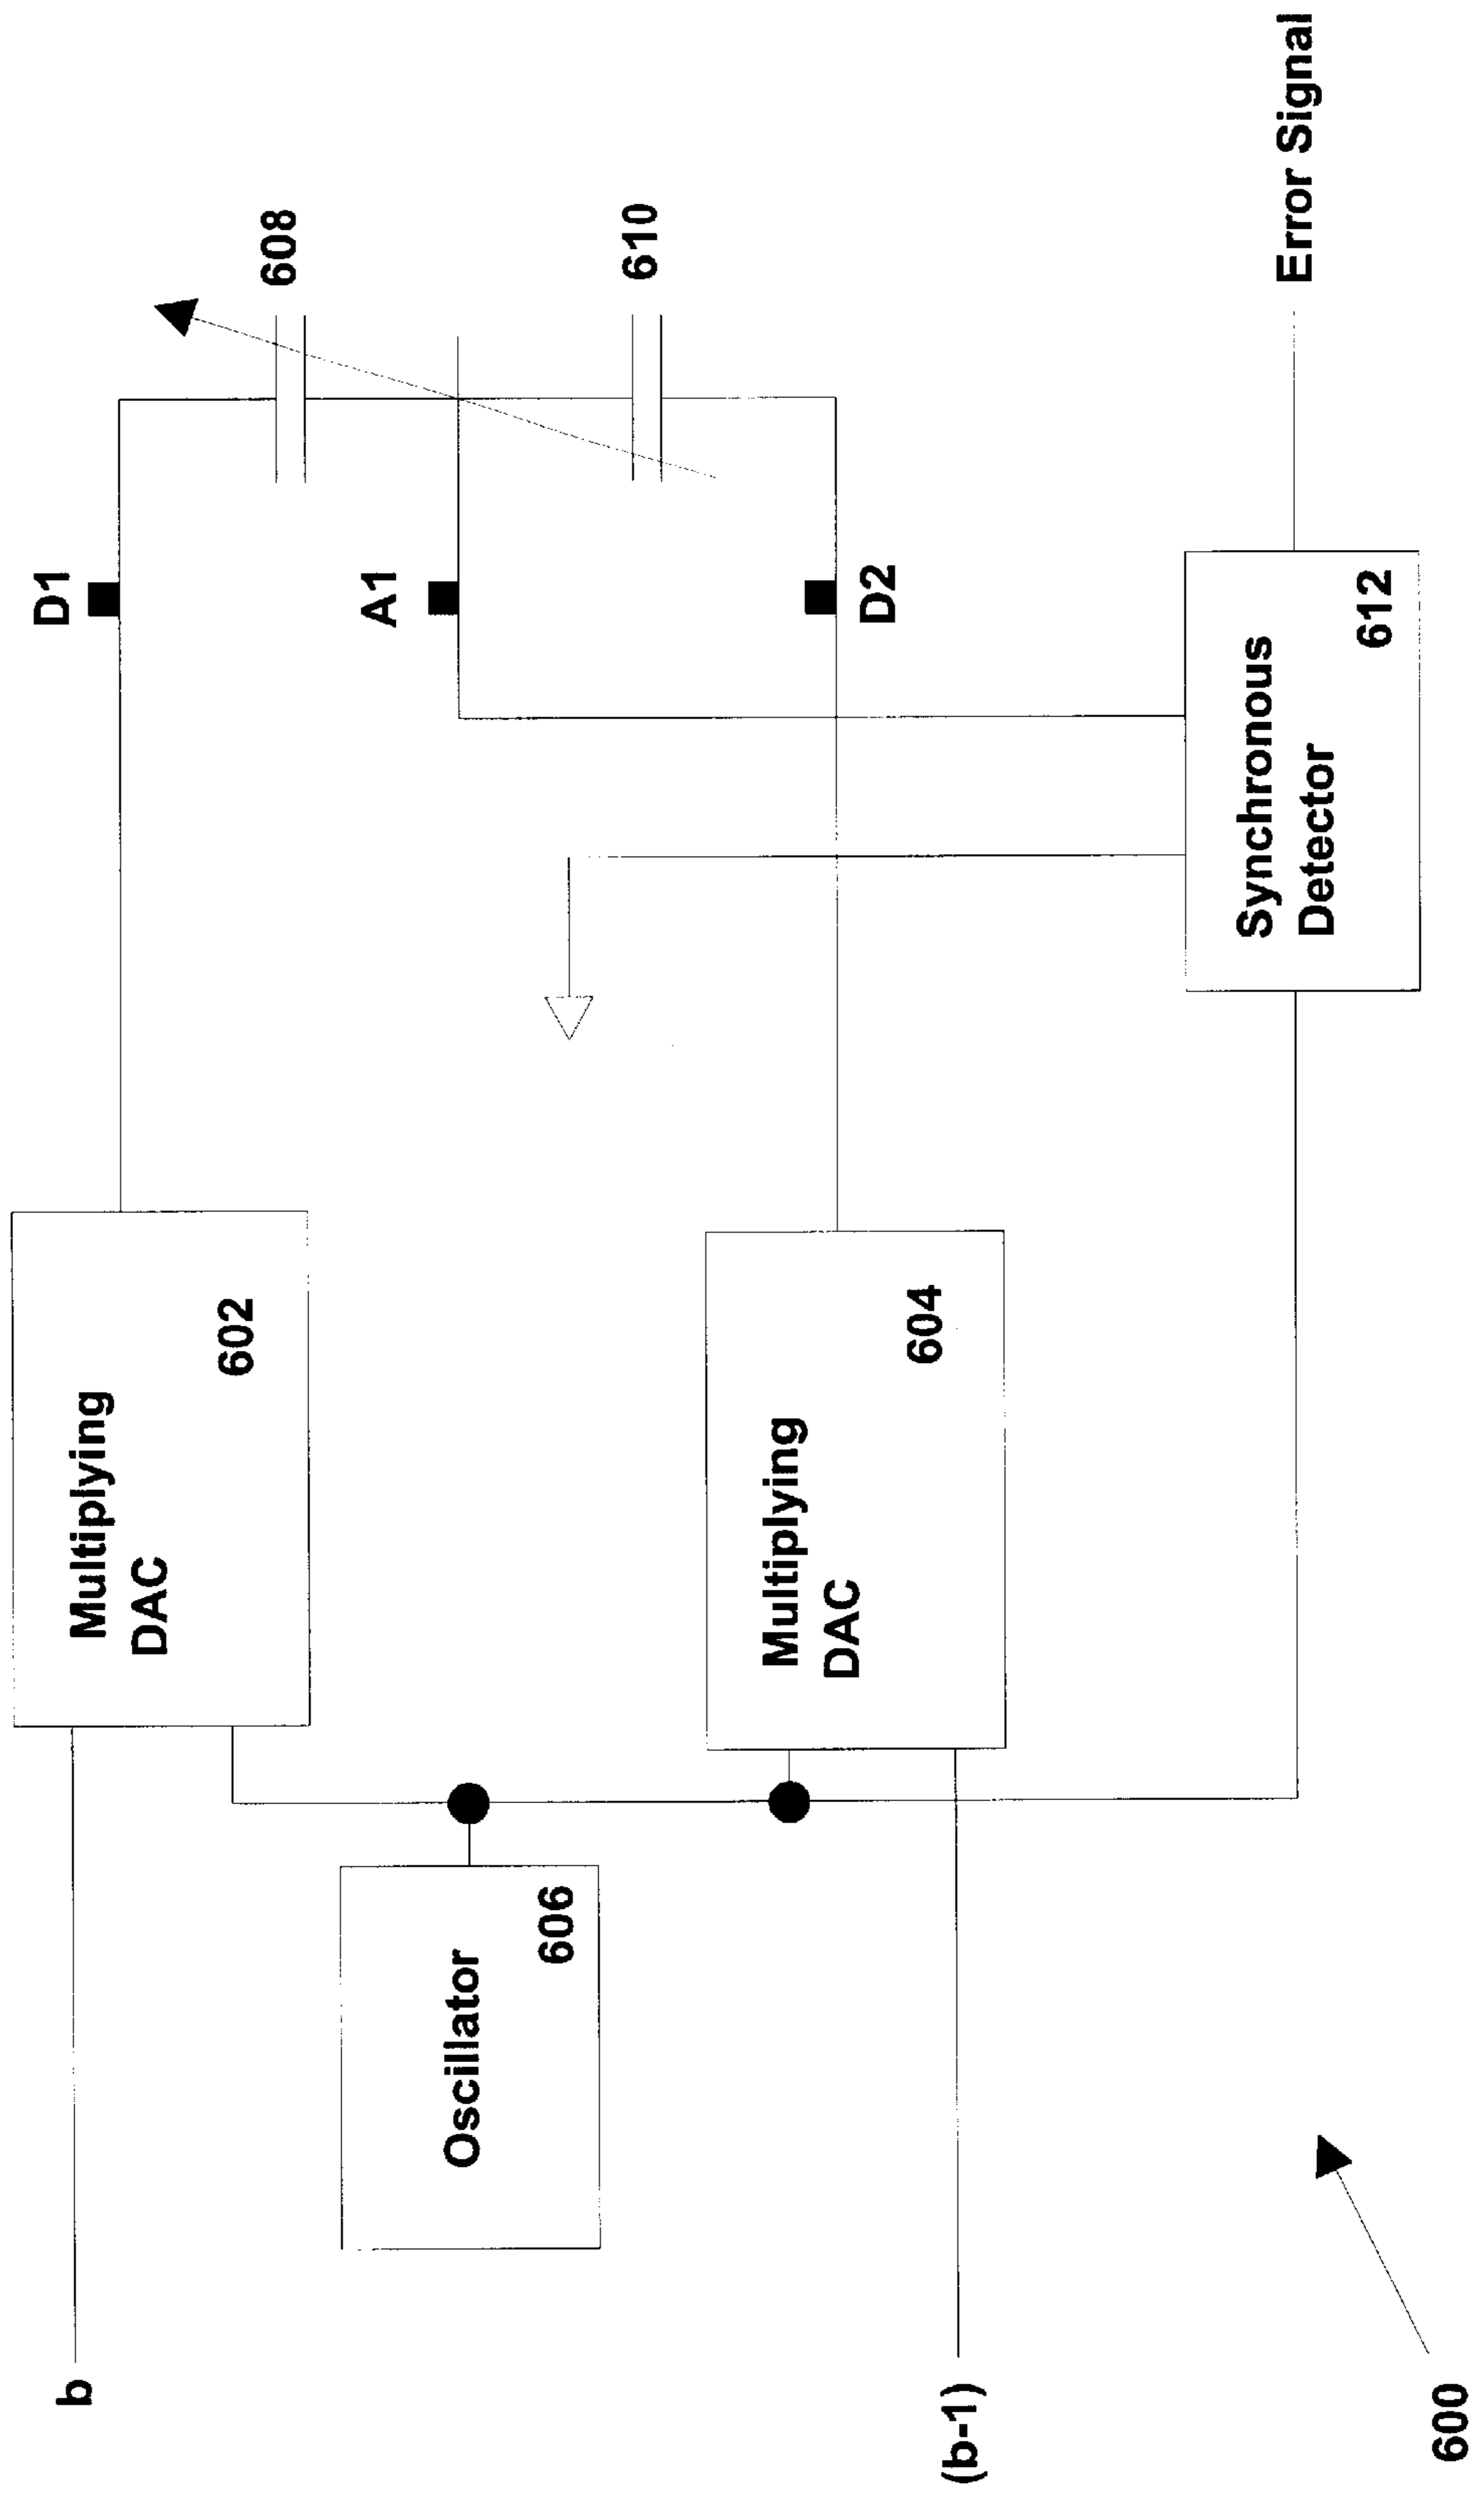 b
Multiplying
DAC
602
D1
608
Oscillator
606
A1
610
Multiplying
DAC
604
D2
(b-1)
Synchronous
Detector
612
Error Signal
600